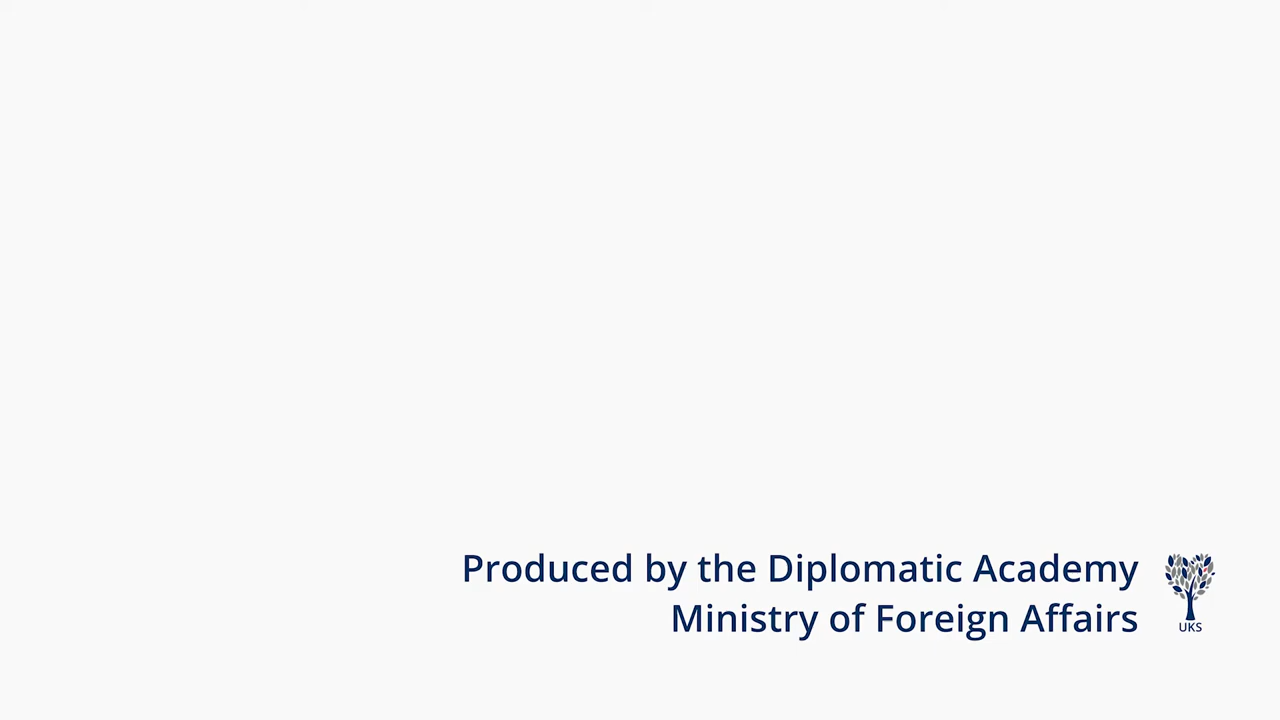 Produced by the Diplomatic Academy
Ministry of Foreign Affairs
UKS